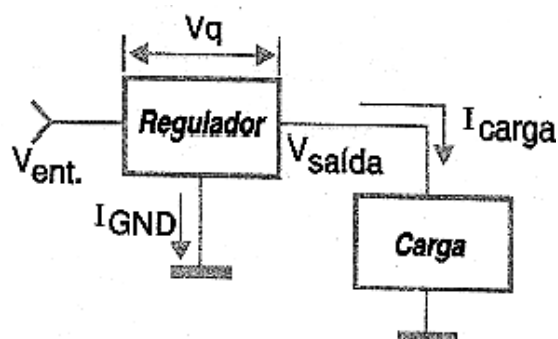 Vq
Regulador
Vent.
Vsaída
Icarga
IGND
Carga